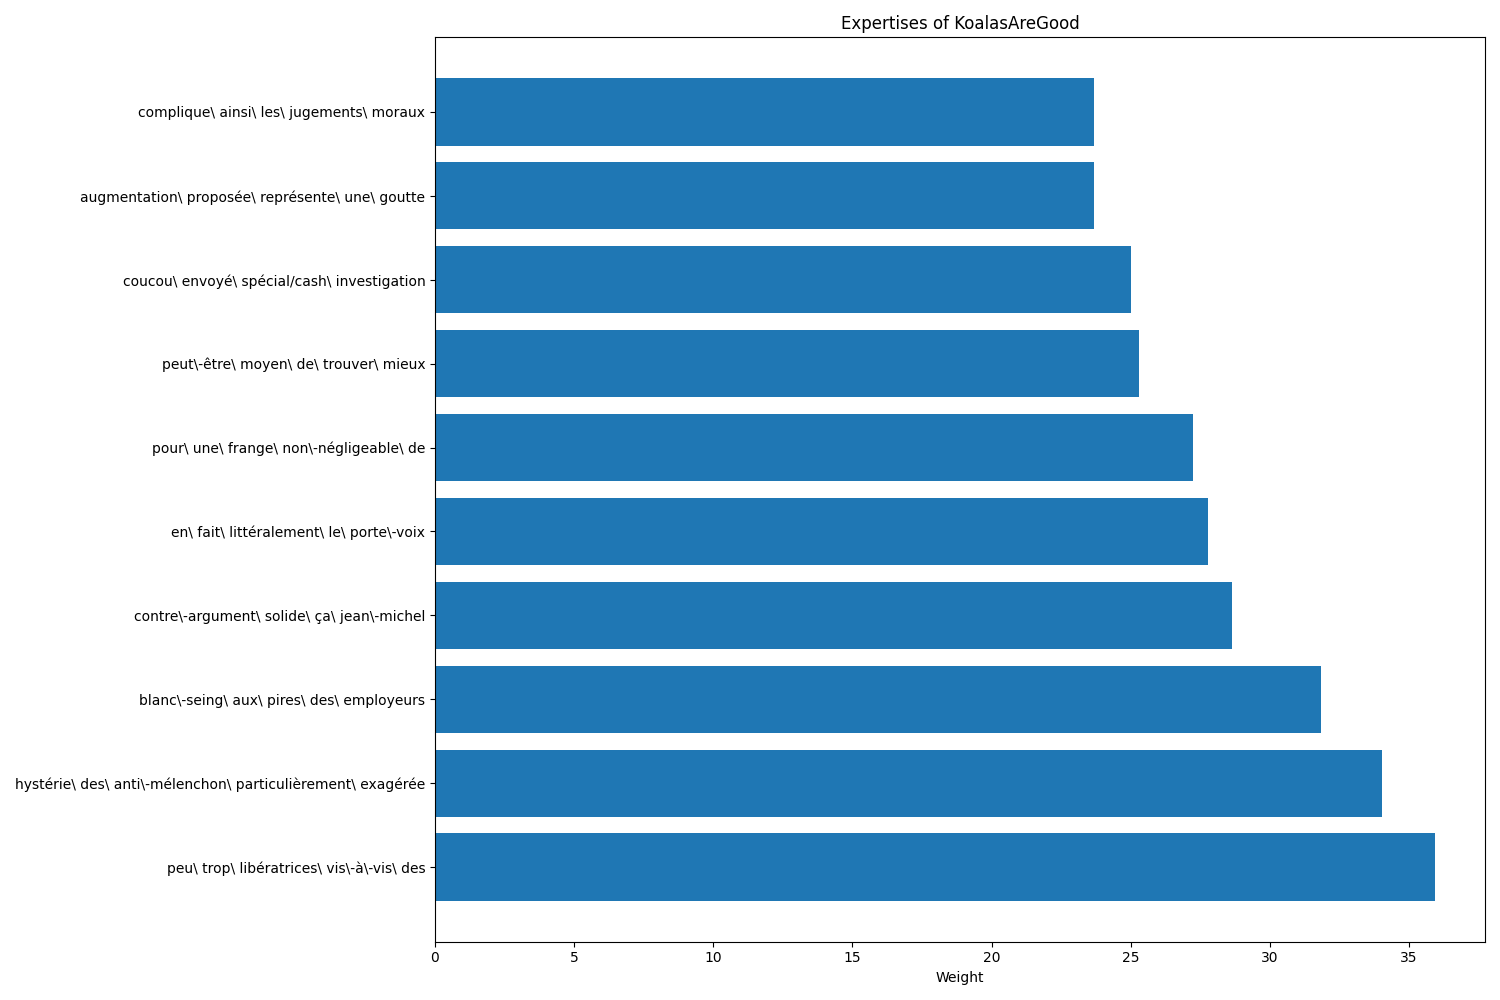 Expertises of KoalasAreGood
complique\ ainsi\ les\ jugements\ moraux
augmentation\ proposée\ représente\ une\ goutte
coucou\ envoyé\ spécial/cash\ investigation
peut\-être\ moyen\ de\ trouver\ mieux
pour\ une\ frange\ non\-négligeable\ de
en\ fait\ littéralement\ le\ porte\-voix
contre\-argument\ solide\ ça\ jean\-michel
blanc\-seing\ aux\ pires\ des\ employeurs
hystérie\ des\ anti\-mélenchon\ particulièrement\ exagérée
peu\ trop\ libératrices\ vis\-à\-vis\ des
0 5 10 15 20 25 30 35
Weight